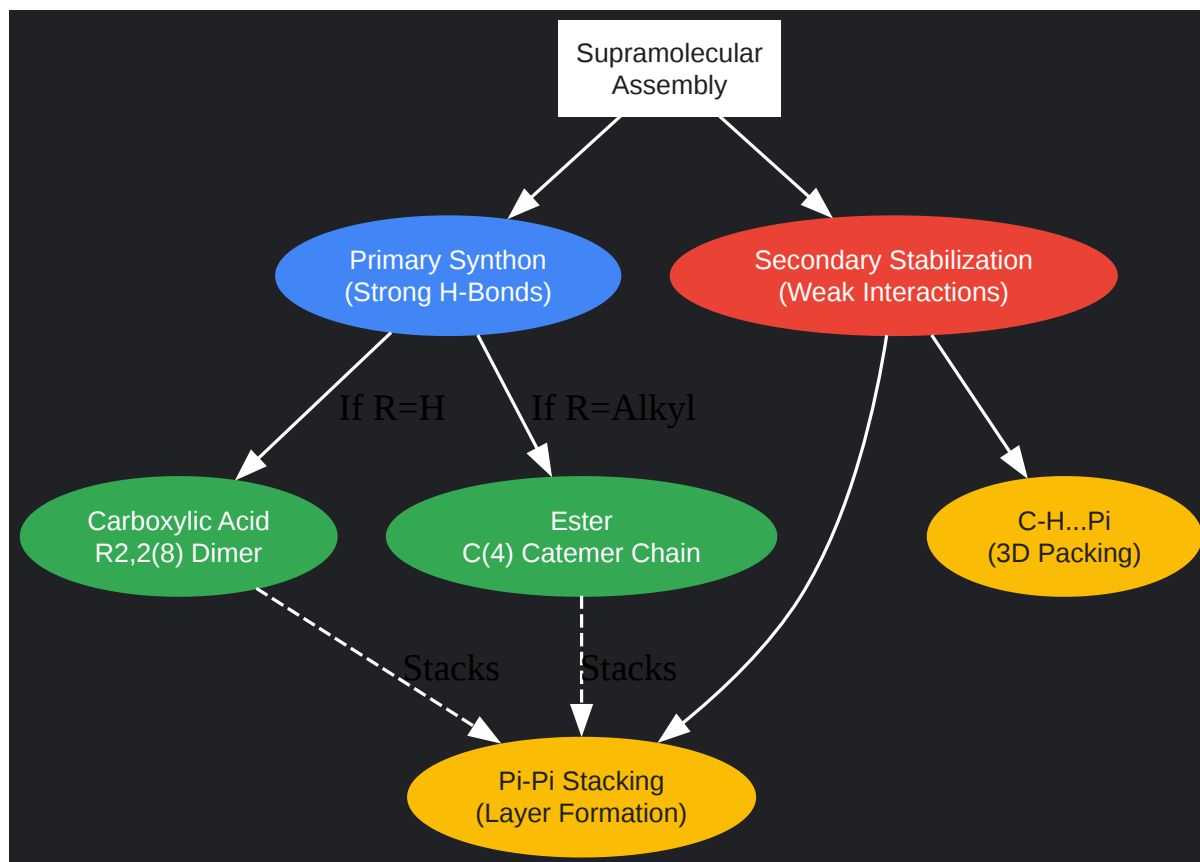 Supramolecular
Assembly
Primary Synthon
(Strong H-Bonds)
Secondary Stabilization
(Weak Interactions)
If R=H
If R=Alkyl
Carboxylic Acid
R2,2(8) Dimer
Ester
C(4) Catemer Chain
C-H...Pi
(3D Packing)
Stacks
Stacks
Pi-Pi Stacking
(Layer Formation)